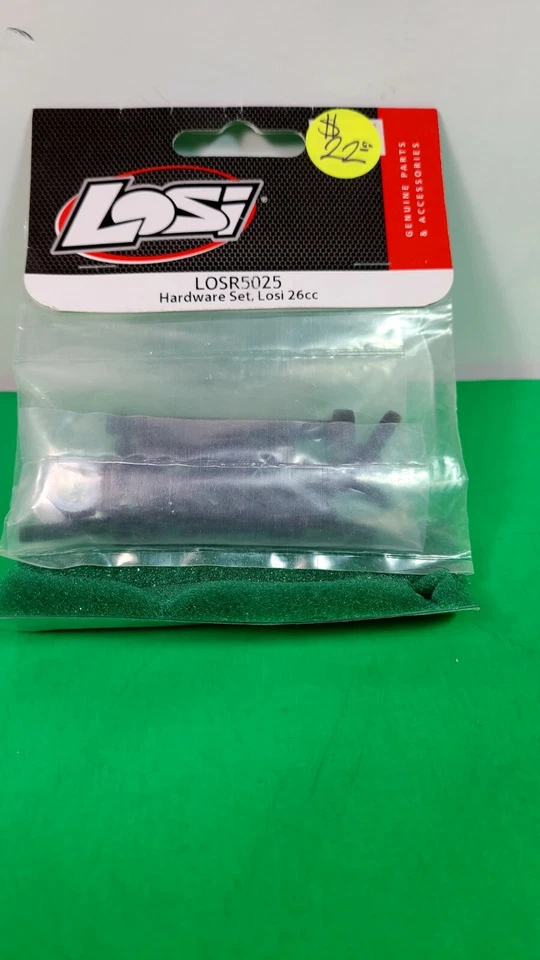 LOSi
®
$
22.
GENUINE PARTS
& ACCESSORIES
LOSR5025
Hardware Set, Losi 26cc